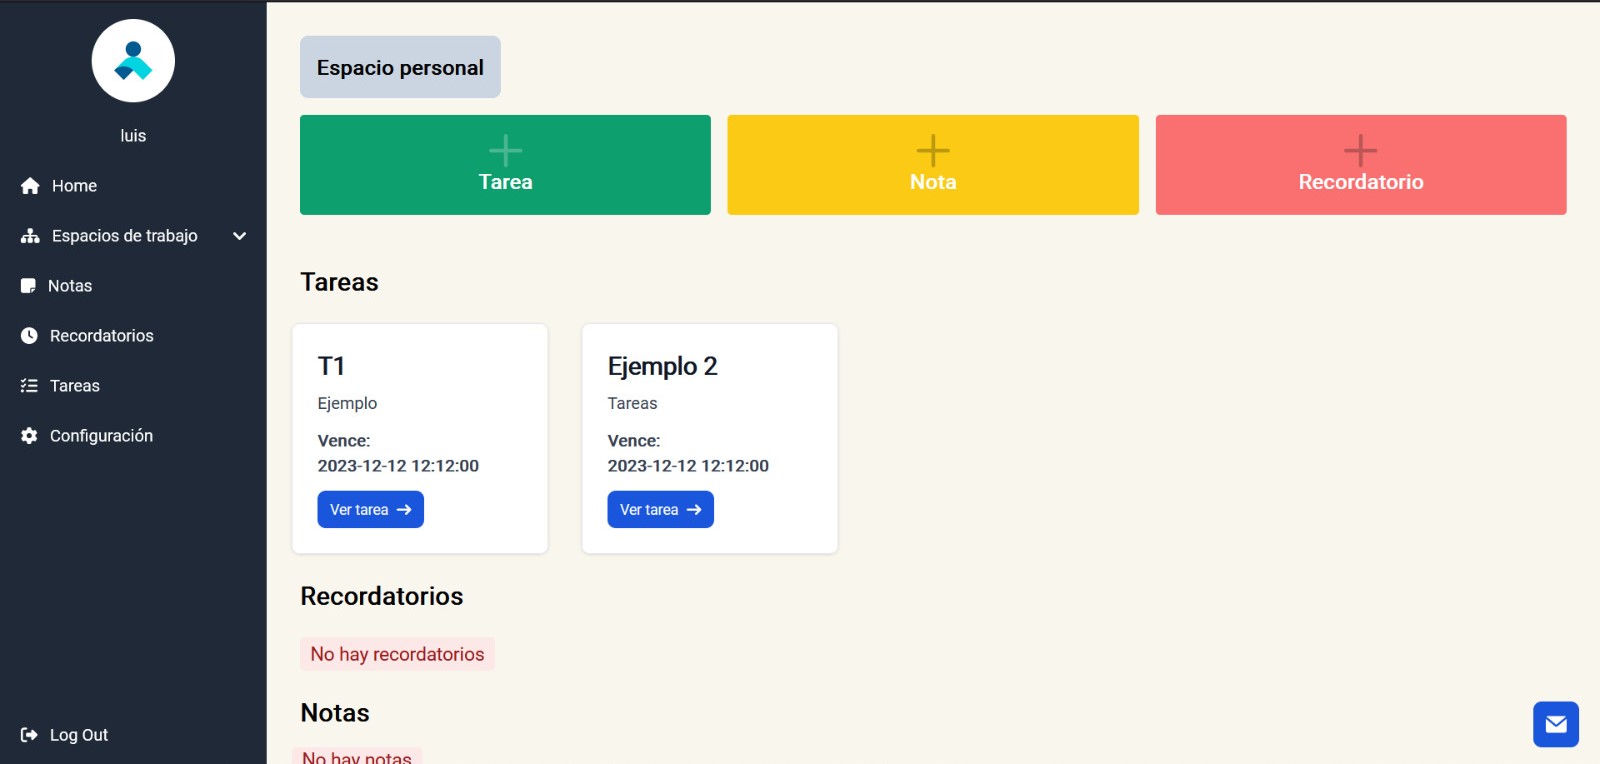 luis
Home
Espacios de trabajo
Notas
Recordatorios
Tareas
Configuración
Log Out
Espacio personal
Tarea
Nota
Recordatorio
Tareas
T1
Ejemplo
Vence:
2023-12-12 12:12:00
Ver tarea
Ejemplo 2
Tareas
Vence:
2023-12-12 12:12:00
Ver tarea
Recordatorios
No hay recordatorios
Notas
No hay notas